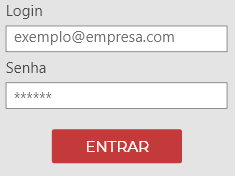 Login
exemplo@empresa.com
Senha
******
ENTRAR